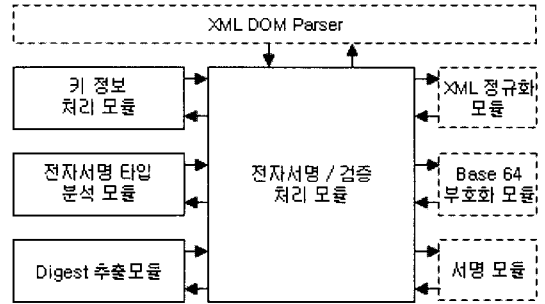 XML DOM Parser
키 정보
처리 모듈
XML 정규화
모듈
전자서명 타입
분석 모듈
전자서명 / 검증
처리 모듈
Base 64
부호화 모듈
Digest 추출모듈
서명 모듈